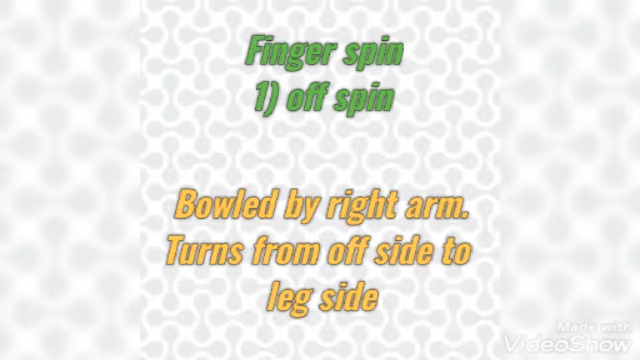 Finger spin
1) off spin
Bowled by right arm.
Turns from off side to
leg side
Made with
VideoShow